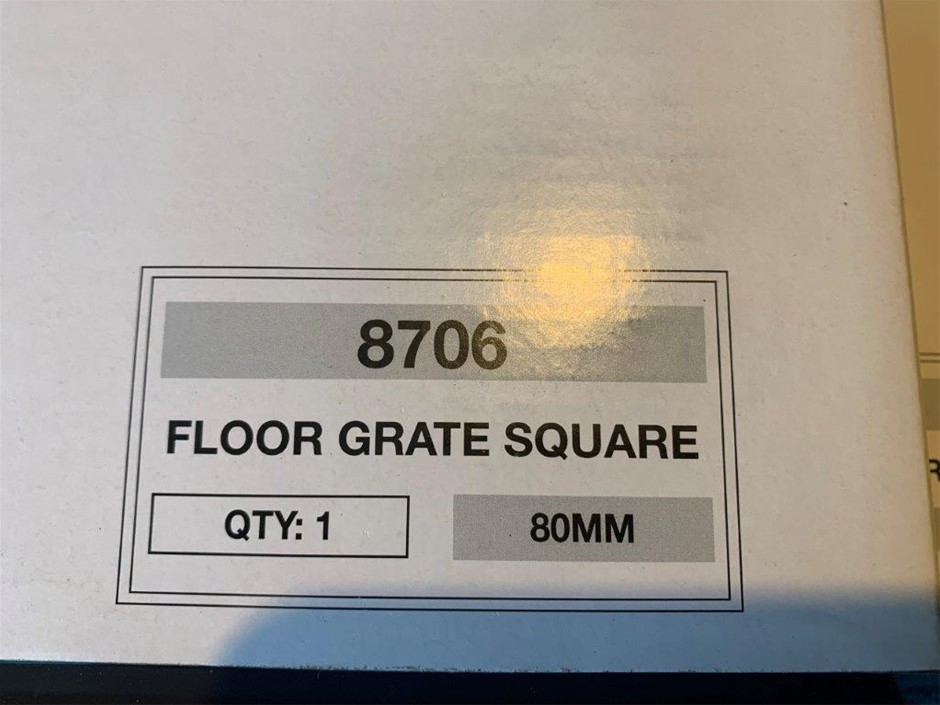 8706
FLOOR GRATE SQUARE
QTY: 1
80MM